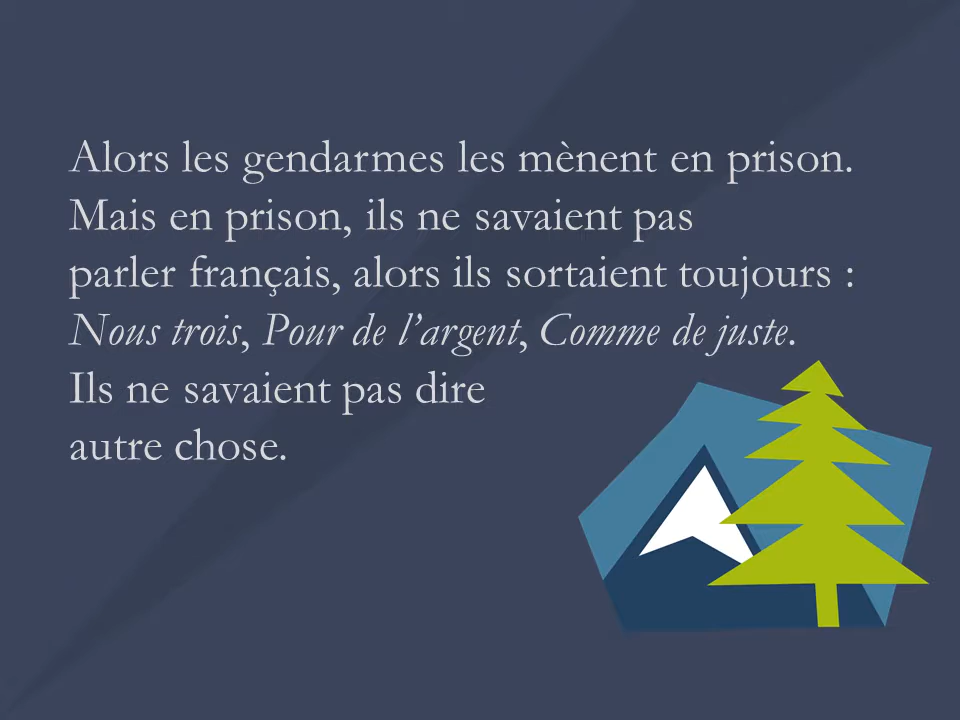 Alors les gendarmes les mènent en prison.
Mais en prison, ils ne savaient pas
parler français, alors ils sortaient toujours :
Nous trois, Pour de l’argent, Comme de juste.
Ils ne savaient pas dire
autre chose.